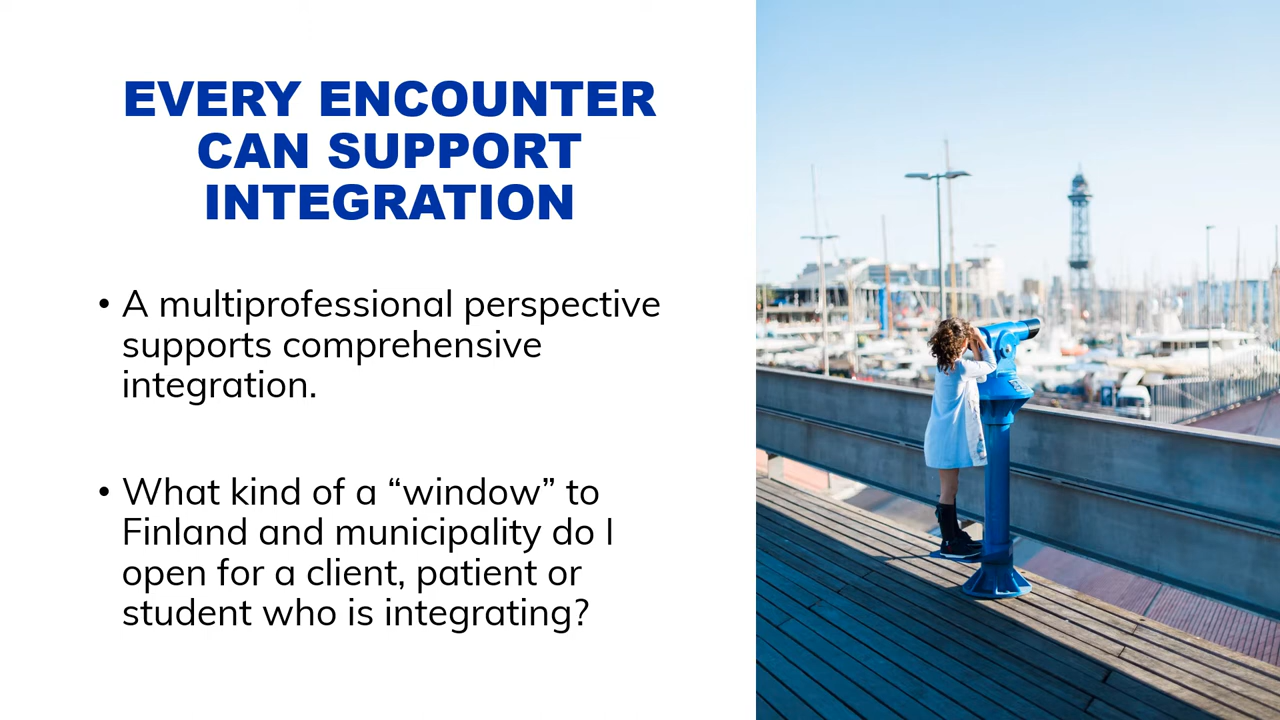 EVERY ENCOUNTER
CAN SUPPORT
INTEGRATION
• A multiprofessional perspective
supports comprehensive
integration.
• What kind of a “window” to
Finland and municipality do I
open for a client, patient or
student who is integrating?